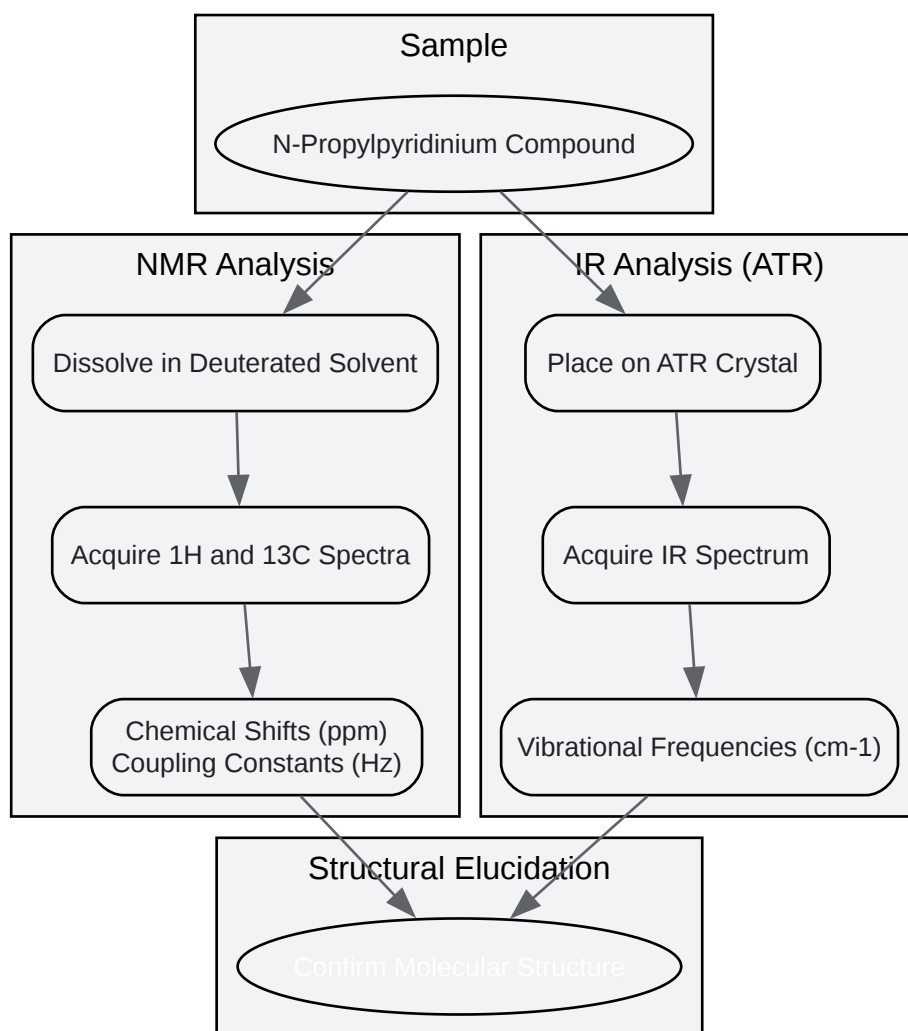 Sample
N-Propylpyridinium Compound
NMR Analysis
IR Analysis (ATR)
Dissolve in Deuterated Solvent
Place on ATR Crystal
Acquire 1H and 13C Spectra
Acquire IR Spectrum
Chemical Shifts (ppm)
Coupling Constants (Hz)
Vibrational Frequencies (cm-1)
Structural Elucidation
Confirm Molecular Structure